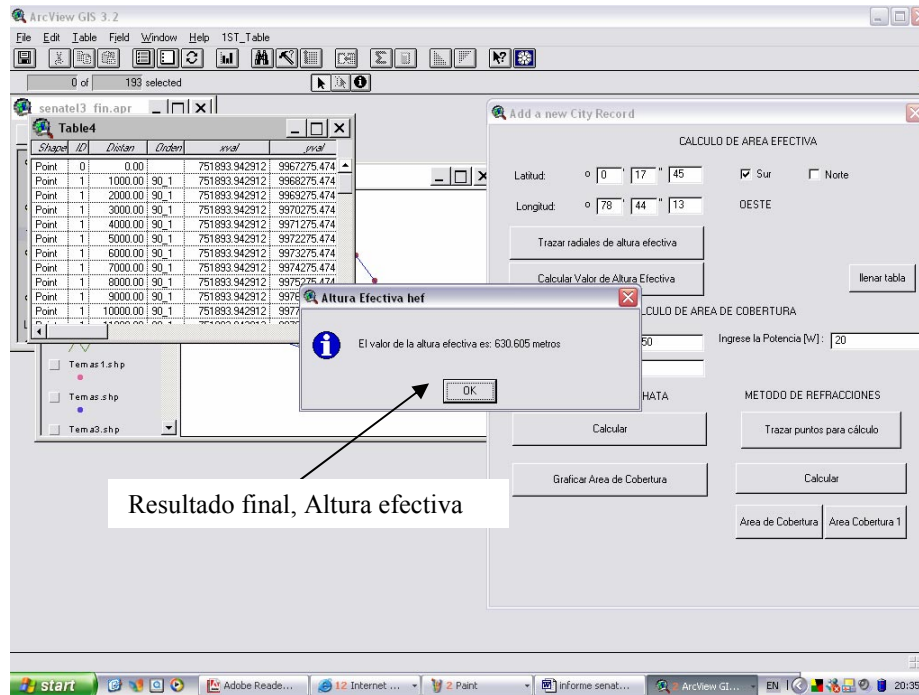 ArcView GIS 3.2
File Edit Table Field Window Help 1ST_Table
0 of 193 selected
senatel3_fin.apr
Table4
Shape ID Distan Orden xval yval
Point 0 0.00 751893.942912 9967275.474
Point 1 1000.00 90_1 751893.942912 9968275.474
Point 1 2000.00 90_1 751893.942912 9969275.474
Point 1 3000.00 90_1 751893.942912 9970275.474
Point 1 4000.00 90_1 751893.942912 9971275.474
Point 1 5000.00 90_1 751893.942912 9972275.474
Point 1 6000.00 90_1 751893.942912 9973275.474
Point 1 7000.00 90_1 751893.942912 9974275.474
Point 1 8000.00 90_1 751893.942912 9975275.474
Point 1 9000.00 90_1 751893.942912 9976
Point 1 10000.00 90_1 751893.942912 9977
Temas1.shp
Temas.shp
Tema3.shp
Add a new City Record
CALCULO DE AREA EFECTIVA
Latitud: º 0 ' 17 " 45 Sur Norte
Longitud: º 78 ' 44 " 13 OESTE
Trazar radiales de altura efectiva
Calcular Valor de Altura Efectiva llenar tabla
CULO DE AREA DE COBERTURA
50 Ingrese la Potencia [W] : 20
HATA METODO DE REFRACCIONES
Calcular Trazar puntos para cálculo
Graficar Area de Cobertura Calcular
Area de Cobertura Area Cobertura 1
Altura Efectiva hef
El valor de la altura efectiva es: 630.605 metros
OK
Resultado final, Altura efectiva
start Adobe Reade... 12 Internet ... 2 Paint informe senat... 2 ArcView GI... EN 20:35